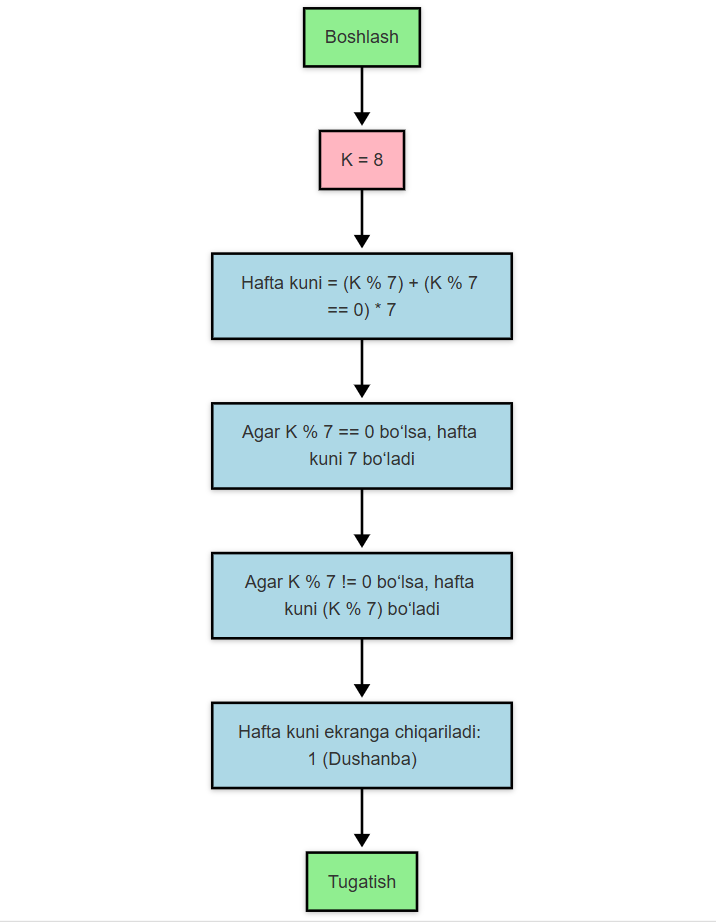 Boshlash
K = 8
Hafta kuni = (K % 7) + (K % 7
== 0) * 7
Agar K % 7 == 0 bo‘lsa, hafta
kuni 7 bo‘ladi
Agar K % 7 != 0 bo‘lsa, hafta
kuni (K % 7) bo‘ladi
Hafta kuni ekranga chiqariladi:
1 (Dushanba)
Tugatish